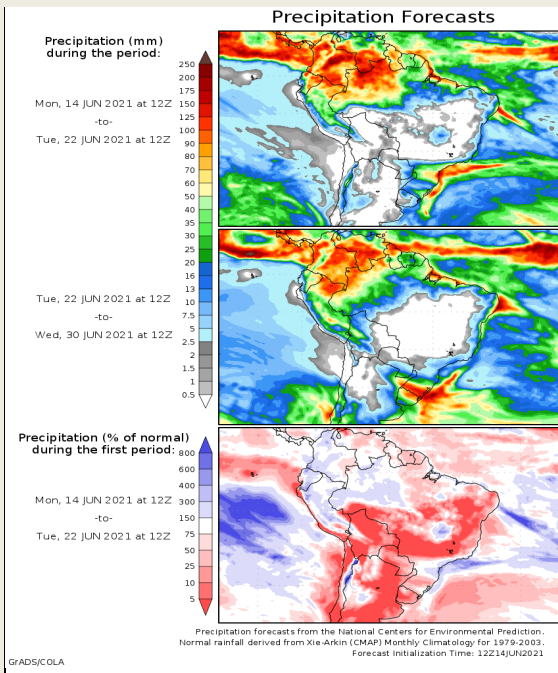 Precipitation Forecasts
Precipitation (mm)
during the period:
Mon, 14 JUN 2021 at 12Z
-to-
Tue, 22 JUN 2021 at 12Z
250
200
175
150
125
100
90
80
70
60
50
40
35
30
25
20
16
13
10
7.5
5
2.5
2
1.5
1
0.5
Tue, 22 JUN 2021 at 12Z
-to-
Wed, 30 JUN 2021 at 12Z
Precipitation (% of normal)
during the first period:
Mon, 14 JUN 2021 at 12Z
-to-
Tue, 22 JUN 2021 at 12Z
800
600
400
300
150
75
50
25
10
5
Precipitation forecasts from the National Centers for Environmental Prediction.
Normal rainfall derived from Xie-Arkin (CMAP) Monthly Climatology for 1979-2003.
Forecast Initialization Time: 12Z14JUN2021
GrADS/COLA